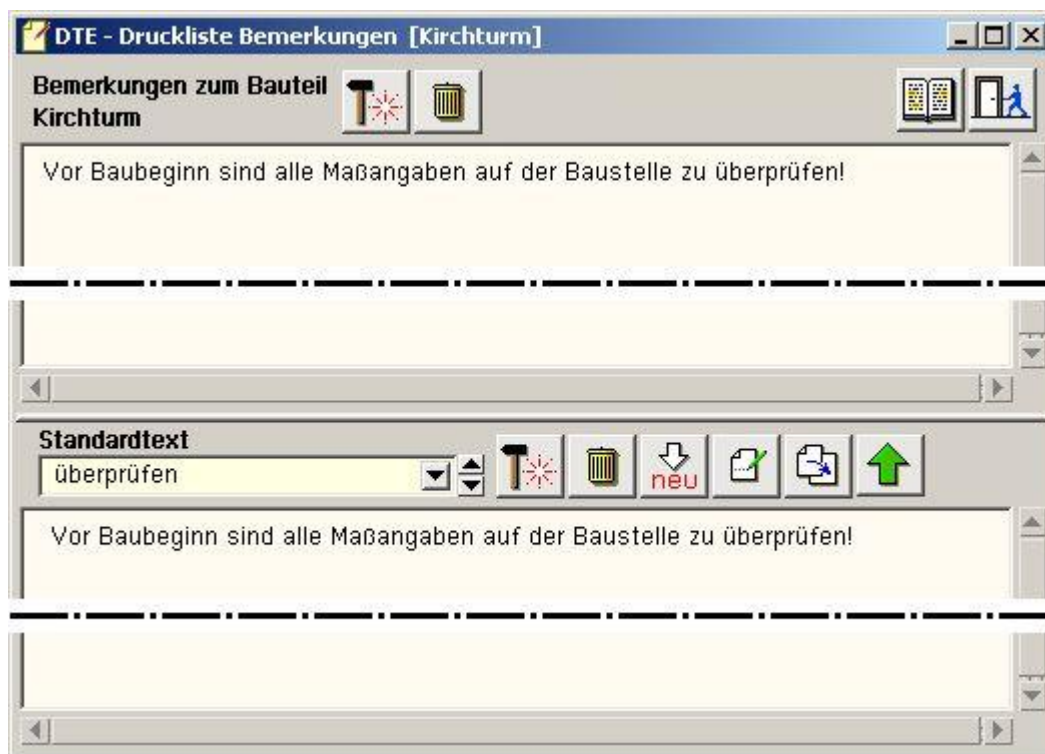 DTE - Druckliste Bemerkungen [Kirchturm]
Bemerkungen zum Bauteil
Kirchturm
Vor Baubeginn sind alle Maßangaben auf der Baustelle zu überprüfen!
Standardtext
überprüfen
neu
Vor Baubeginn sind alle Maßangaben auf der Baustelle zu überprüfen!